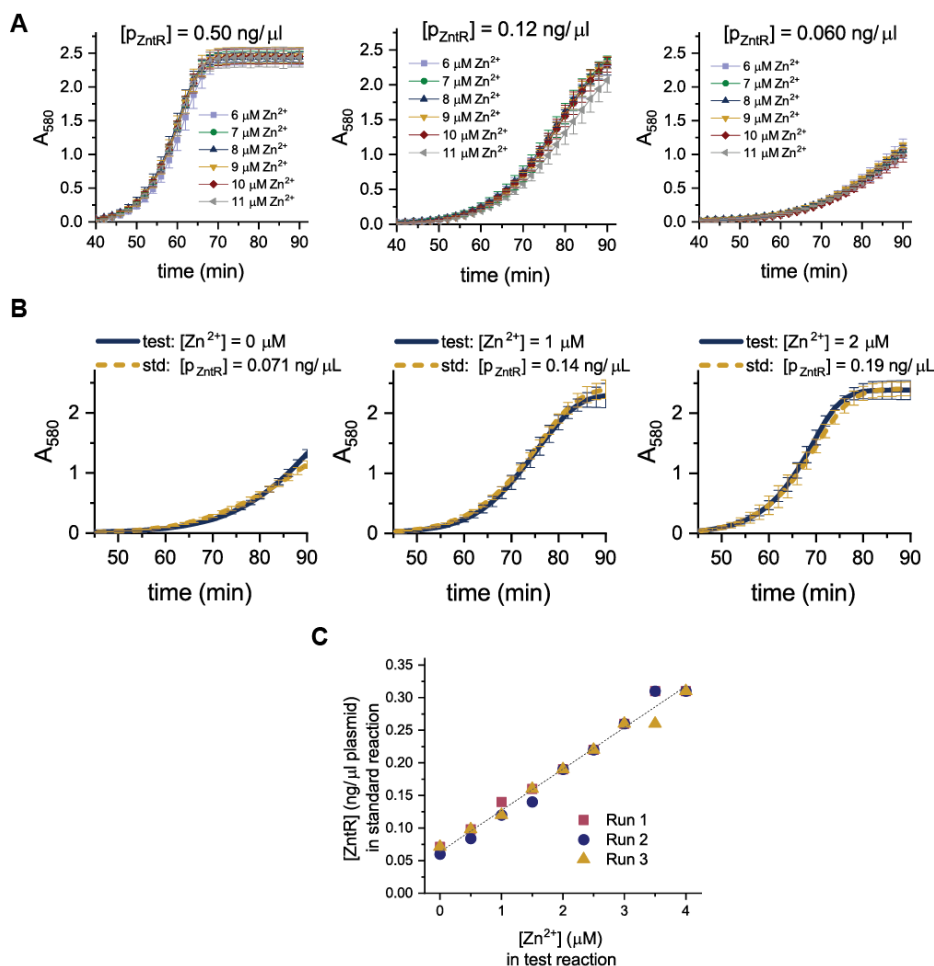 A
[pZntR] = 0.50 ng/µl
2.5
2.0
1.5
1.0
0.5
0.0
A580
6 µM Zn2+
7 µM Zn2+
8 µM Zn2+
9 µM Zn2+
10 µM Zn2+
11 µM Zn2+
40 50 60 70 80 90
time (min)
[pZntR] = 0.12 ng/µl
2.5
2.0
1.5
1.0
0.5
0.0
6 µM Zn2+
7 µM Zn2+
8 µM Zn2+
9 µM Zn2+
10 µM Zn2+
11 µM Zn2+
40 50 60 70 80 90
time (min)
[pZntR] = 0.060 ng/µl
2.5
2.0
1.5
1.0
0.5
0.0
6 µM Zn2+
7 µM Zn2+
8 µM Zn2+
9 µM Zn2+
10 µM Zn2+
11 µM Zn2+
40 50 60 70 80 90
time (min)
B
test: [Zn2+] = 0 µM
std: [pZntR] = 0.071 ng/µL
2
1
0
A580
50 60 70 80 90
time (min)
test: [Zn2+] = 1 µM
std: [pZntR] = 0.14 ng/µL
2
1
0
A580
50 60 70 80 90
time (min)
test: [Zn2+] = 2 µM
std: [pZntR] = 0.19 ng/µL
2
1
0
A580
50 60 70 80 90
time (min)
C
[ZntR] (ng/µl plasmid)
in standard reaction
0.35
0.30
0.25
0.20
0.15
0.10
0.05
0.00
Run 1
Run 2
Run 3
0 1 2 3 4
[Zn2+] (µM)
in test reaction